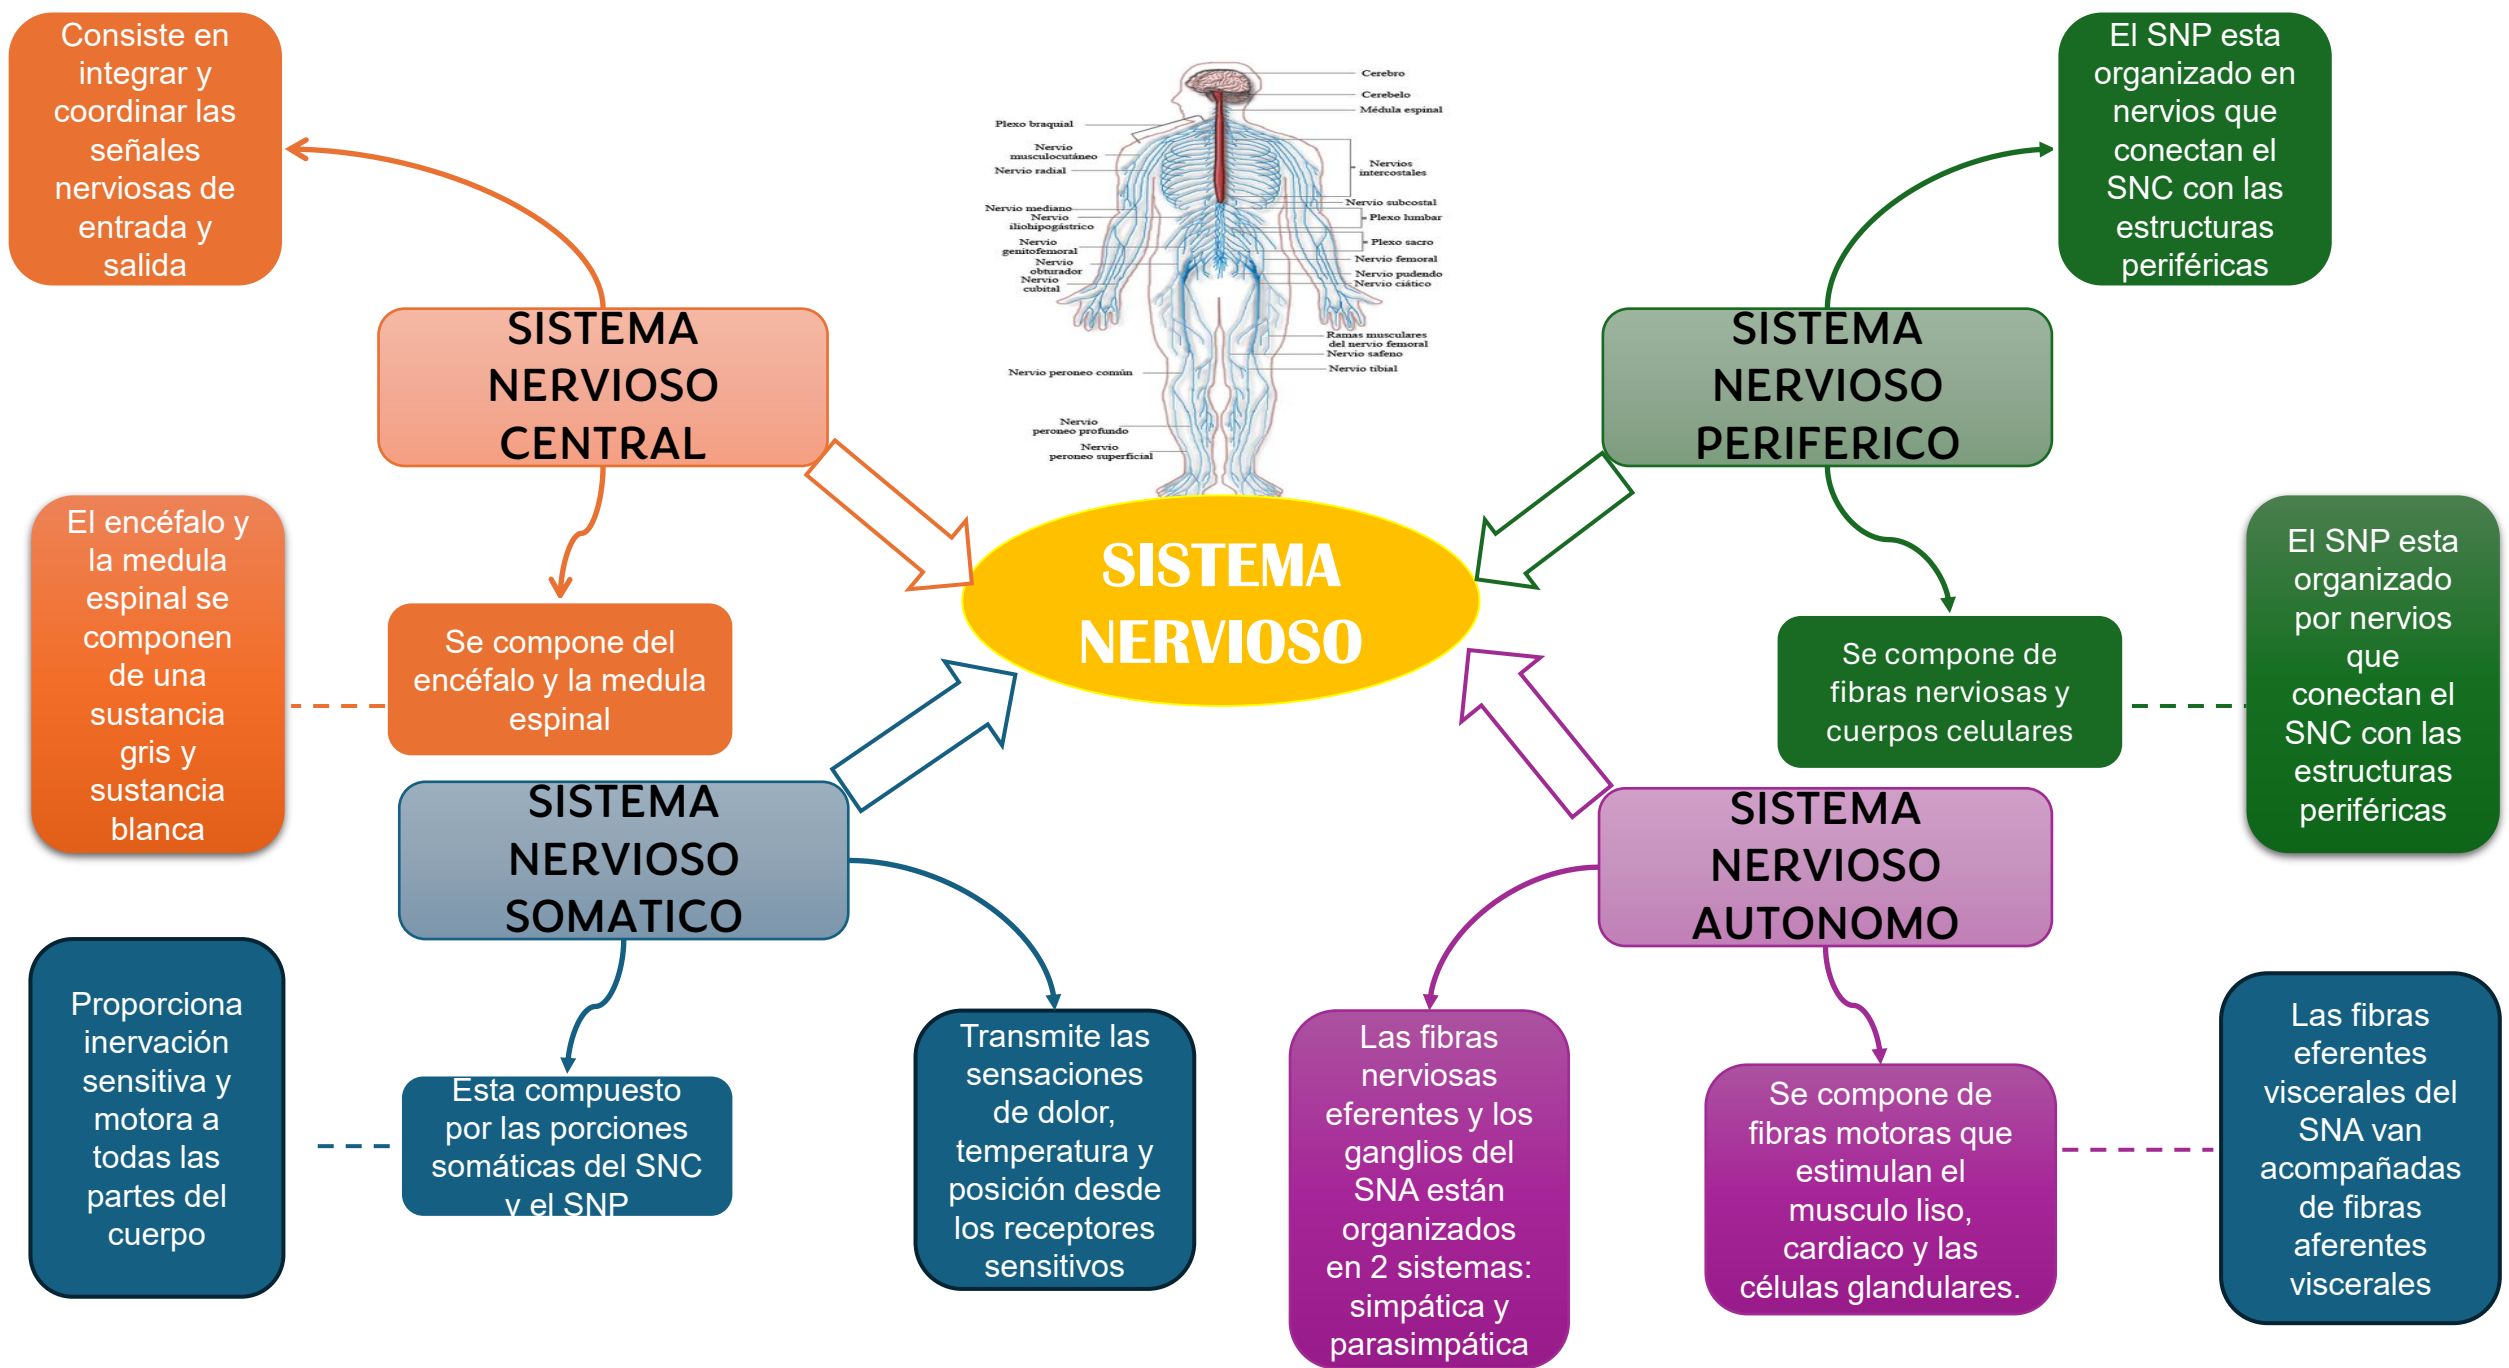 Consiste en
integrar y
coordinar las
señales
nerviosas de
entrada y
salida
SISTEMA
NERVIOSO
CENTRAL
El encéfalo y
la medula
espinal se
componen
de una
sustancia
gris y
sustancia
blanca
Se compone del
encéfalo y la medula
espinal
Cerebro
Cerebelo
Médula espinal
Plexo braquial
Nervio
musculocutáneo
Nervio radial
Nervios
intercostales
Nervio mediano
Nervio
iliohipogástrico
Nervio
genitofemoral
Nervio
obturador
Nervio
cubital
Nervio subcostal
Plexo lumbar
Plexo sacro
Nervio femoral
Nervio pudendo
Nervio ciático
Ramas musculares
del nervio femoral
Nervio safeno
Nervio tibial
Nervio peroneo común
Nervio
peroneo profundo
Nervio
peroneo superficial
SISTEMA
NERVIOSO
El SNP esta
organizado en
nervios que
conectan el
SNC con las
estructuras
periféricas
SISTEMA
NERVIOSO
PERIFERICO
Se compone de
fibras nerviosas y
cuerpos celulares
El SNP esta
organizado
por nervios
que
conectan el
SNC con las
estructuras
periféricas
SISTEMA
NERVIOSO
SOMATICO
Proporciona
inervación
sensitiva y
motora a
todas las
partes del
cuerpo
Esta compuesto
por las porciones
somáticas del SNC
y el SNP
Transmite las
sensaciones
de dolor,
temperatura y
posición desde
los receptores
sensitivos
SISTEMA
NERVIOSO
AUTONOMO
Las fibras
nerviosas
eferentes y los
ganglios del
SNA están
organizados
en 2 sistemas:
simpática y
parasimpática
Se compone de
fibras motoras que
estimulan el
musculo liso,
cardiaco y las
células glandulares.
Las fibras
eferentes
viscerales del
SNA van
acompañadas
de fibras
aferentes
viscerales